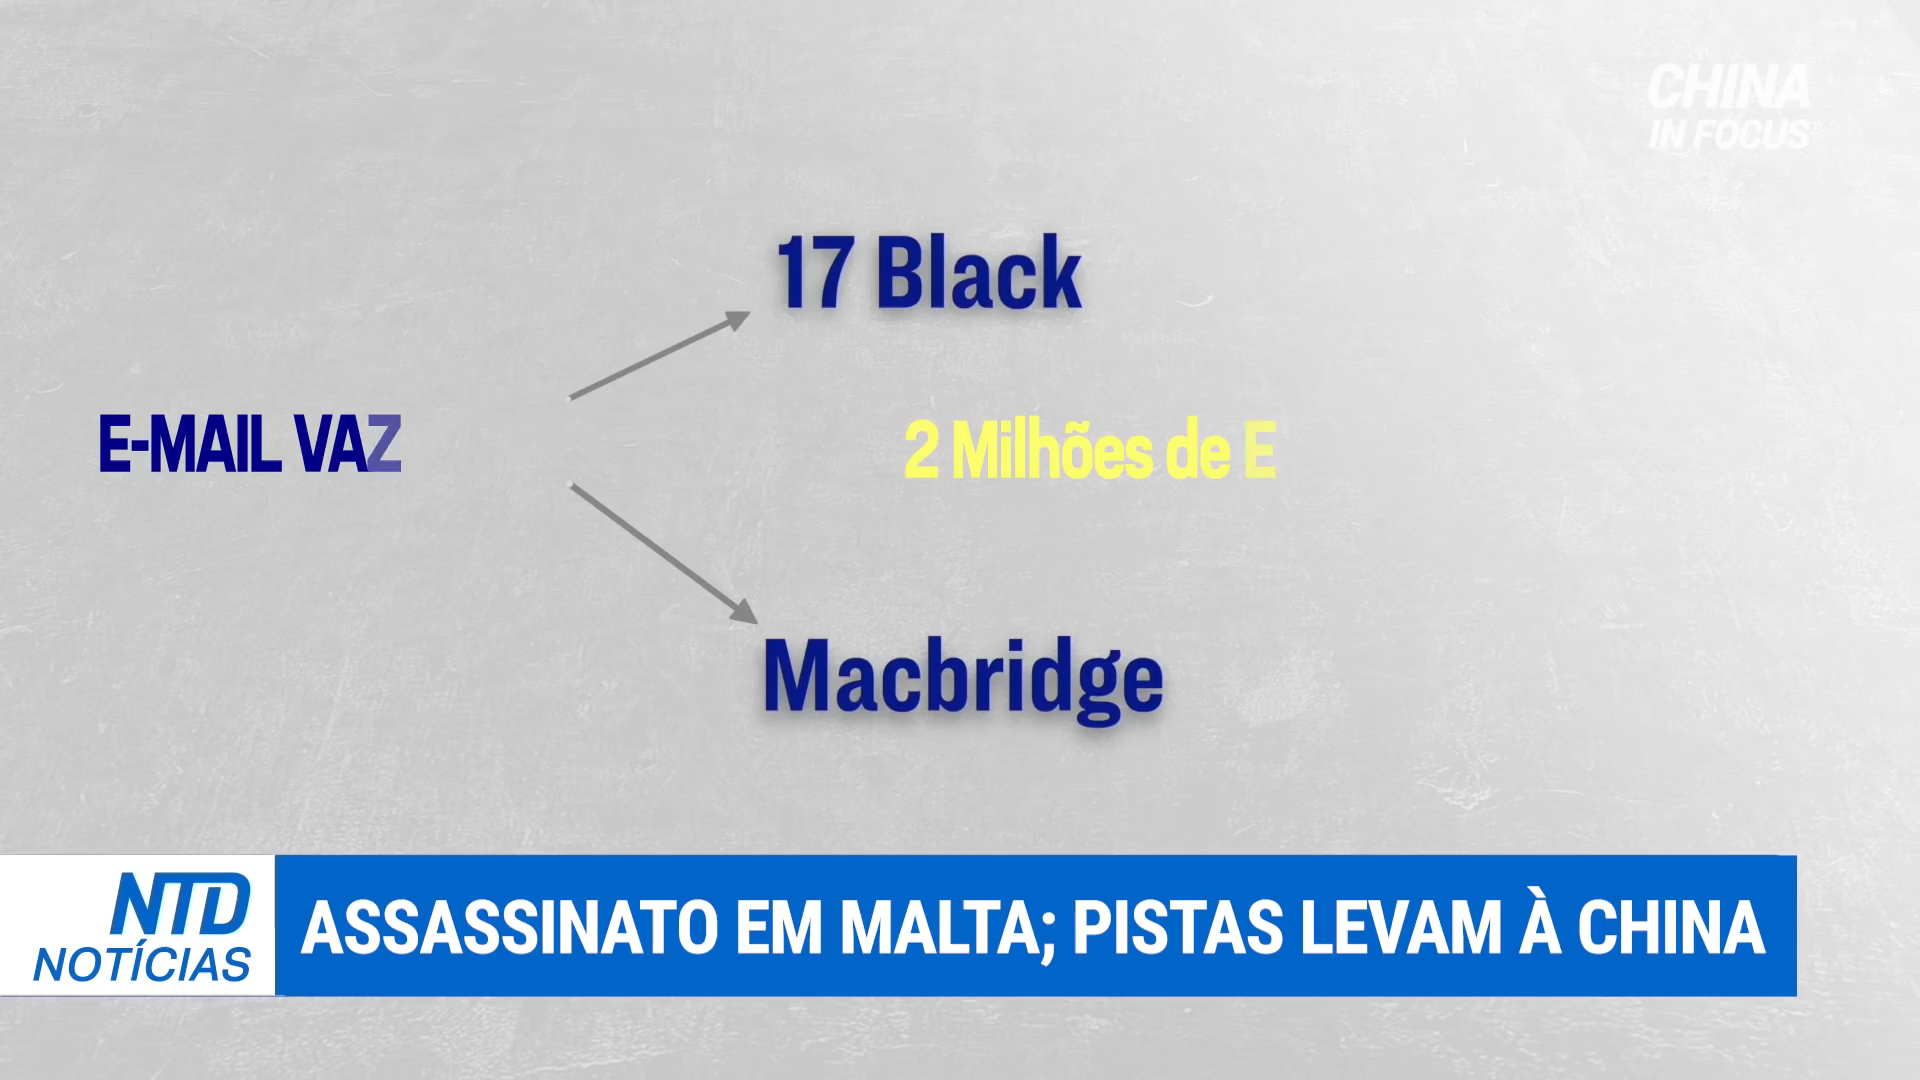 CHINA
IN FOCUS
17 Black
E-MAIL VAZ
2 Milhões de E
Macbridge
NTD
NOTÍCIAS
ASSASSINATO EM MALTA; PISTAS LEVAM À CHINA